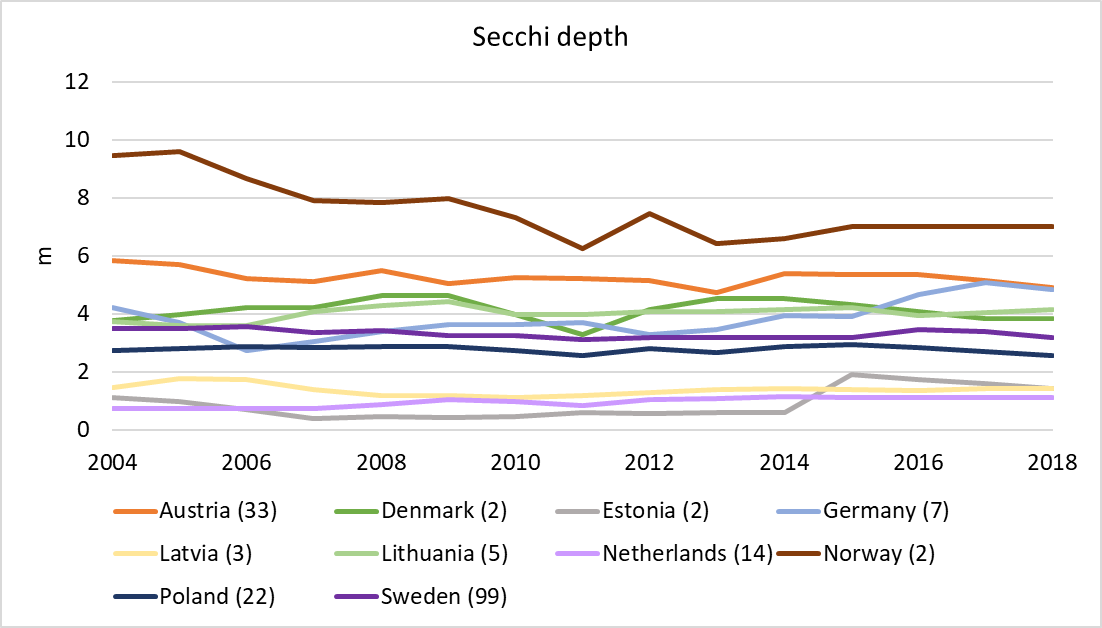 Secchi depth
12
10
8
6
4
2
0
m
2004 2006 2008 2010 2012 2014 2016 2018
Austria (33) Denmark (2) Estonia (2) Germany (7)
Latvia (3) Lithuania (5) Netherlands (14) Norway (2)
Poland (22) Sweden (99)